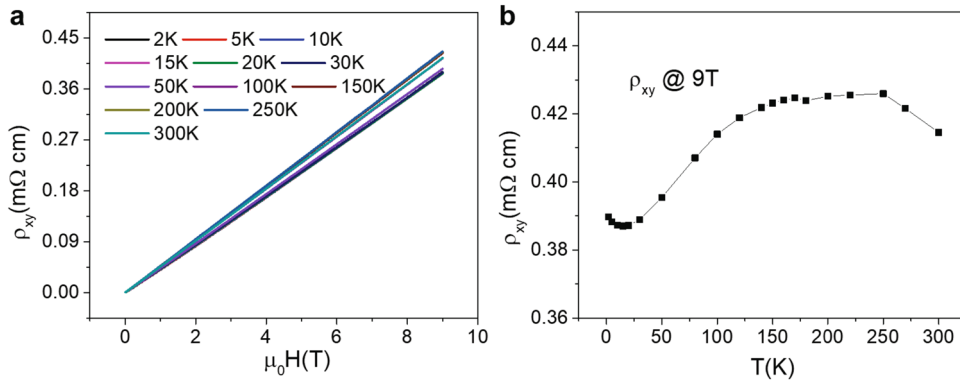 a
2K 5K 10K
15K 20K 30K
50K 100K 150K
200K 250K
300K
0.45
0.36
0.27
0.18
0.09
0.00
ρxy(mΩ cm)
0 2 4 6 8 10
μ0H(T)
b
ρxy @ 9T
0.44
0.42
0.40
0.38
0.36
ρxy(mΩ cm)
0 50 100 150 200 250 300
T(K)